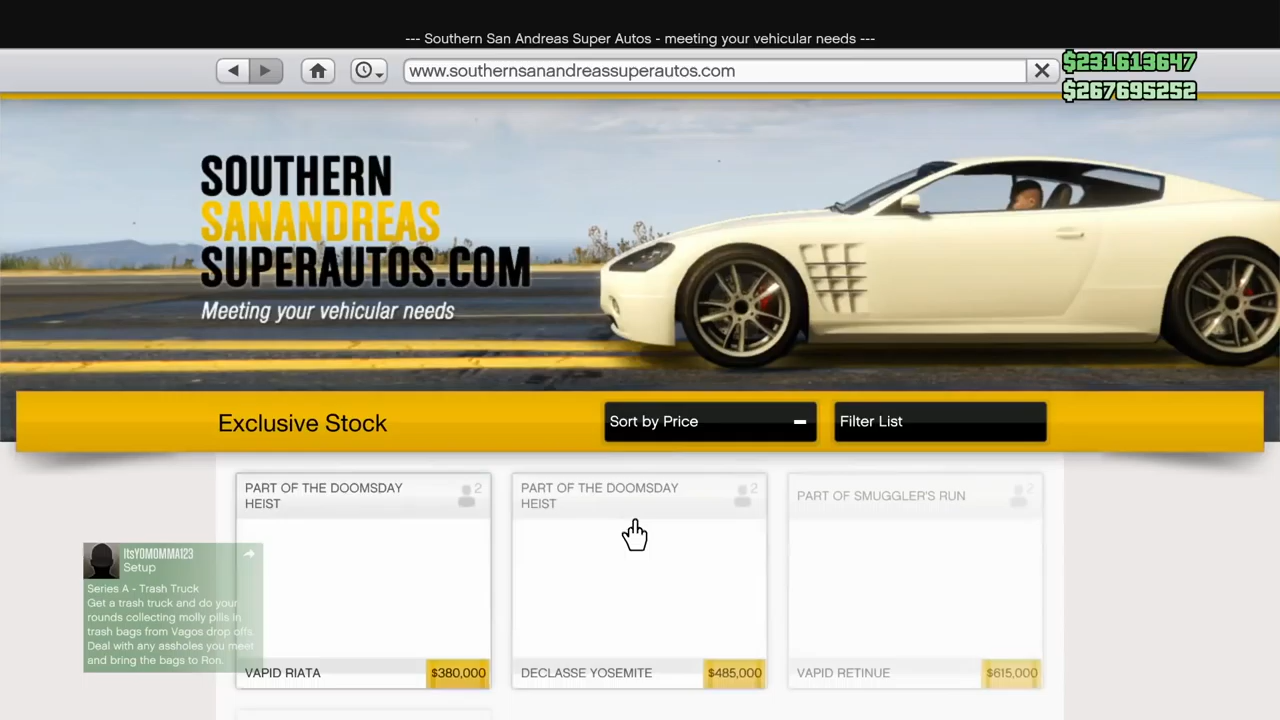 --- Southern San Andreas Super Autos - meeting your vehicular needs ---
www.southernsanandreassuperautos.com
$231613647
$267695252
SOUTHERN
SANANDREAS
SUPERAUTOS.COM
Meeting your vehicular needs
Exclusive Stock
Sort by Price
Filter List
PART OF THE DOOMSDAY
HEIST
2
PART OF THE DOOMSDAY
HEIST
2
PART OF SMUGGLER'S RUN
2
ItsYOMOMMA123
Setup
Series A - Trash Truck
Get a trash truck and do your
rounds collecting molly pills in
trash bags from Vagos drop offs.
Deal with any assholes you meet
and bring the bags to Ron.
VAPID RIATA
$380,000
DECLASSE YOSEMITE
$485,000
VAPID RETINUE
$615,000